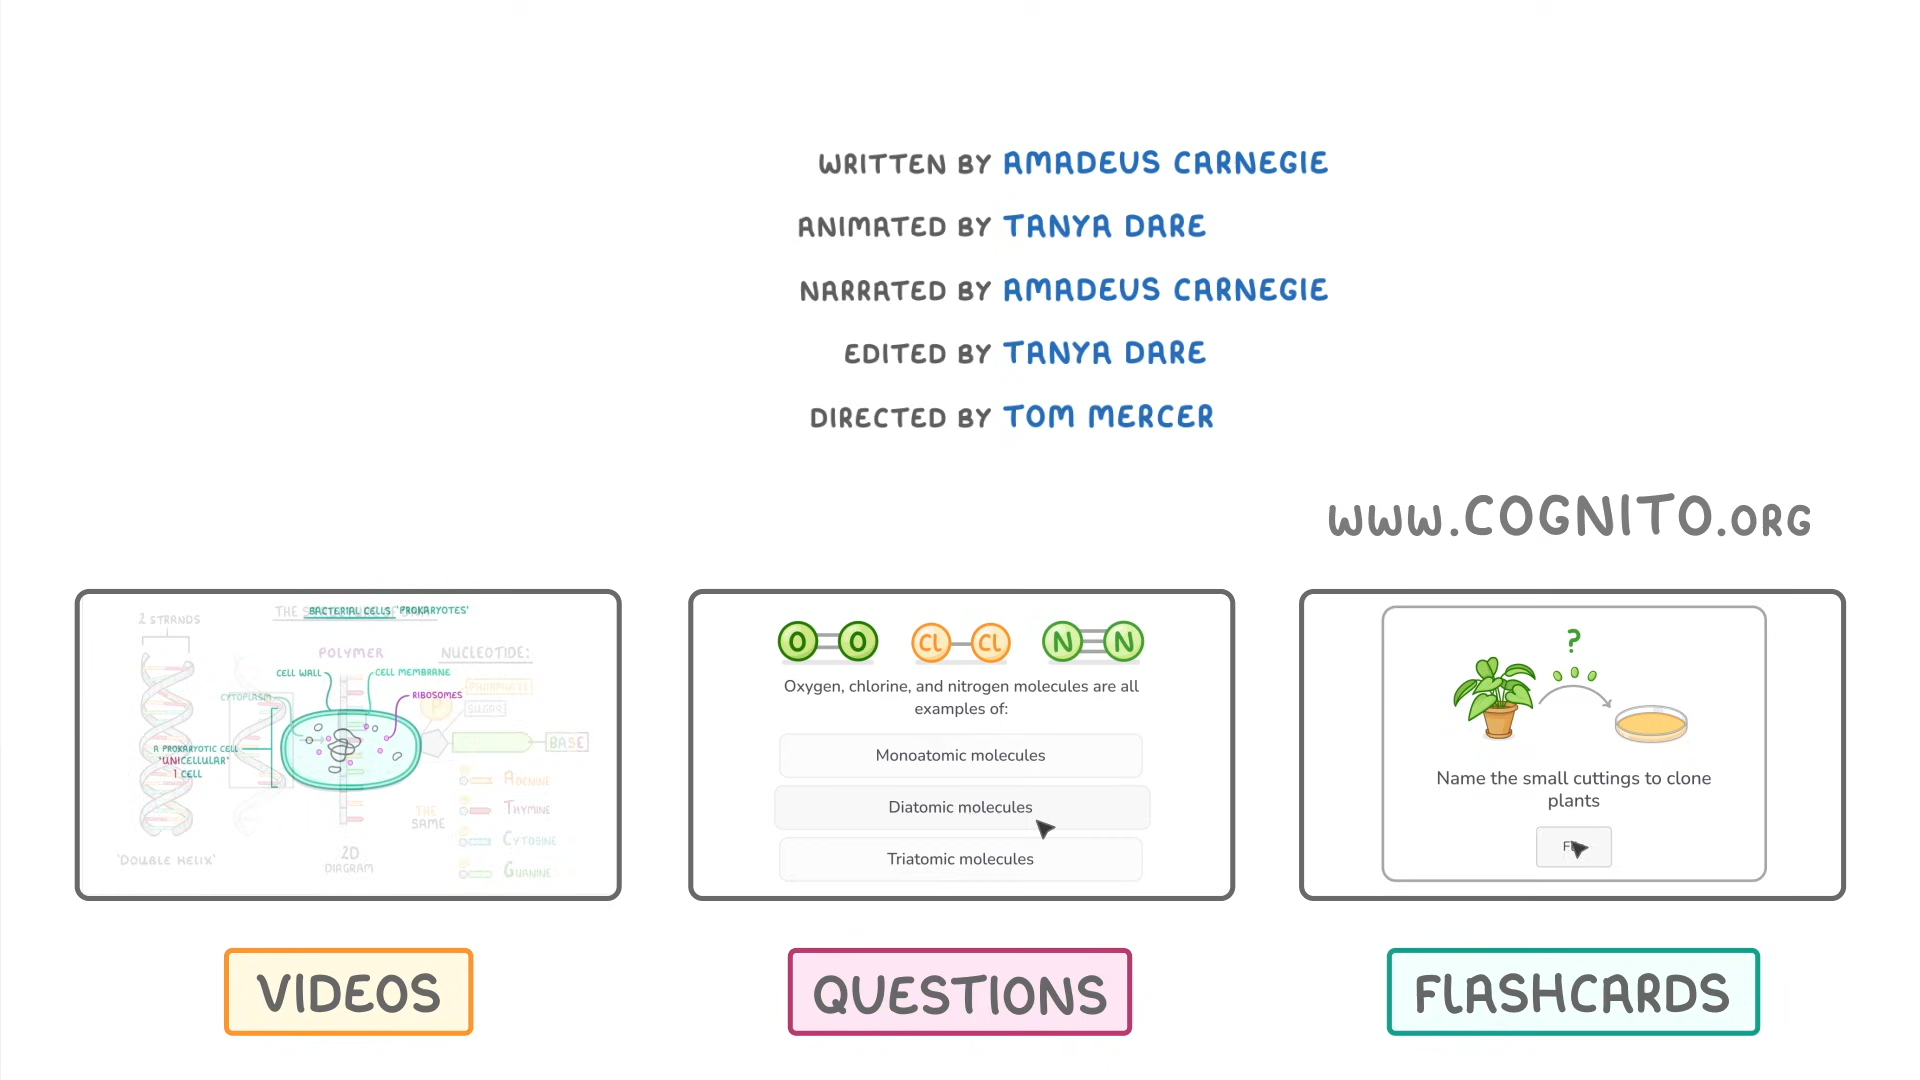 WRITTEN BY AMADEUS CARNEGIE
ANIMATED BY TANYA DARE
NARRATED BY AMADEUS CARNEGIE
EDITED BY TANYA DARE
DIRECTED BY TOM MERCER
www.COGNITO.ORG
2 STRANDS
THE
BACTERIAL CELLS 'PROKARYOTES'
POLYMER
NUCLEOTIDE:
CELL WALL
CELL MEMBRANE
PHOSPHATE
CYTOPLASM
RIBOSOMES
P
SUGAR
A PROKARYOTIC CELL
"UNICELLULAR"
1 CELL
BASE
ADENINE
THE
SAME
THYMINE
CYTOSINE
GUANINE
'DOUBLE HELIX'
2D
DIAGRAM
O O Cl Cl N N
Oxygen, chlorine, and nitrogen molecules are all
examples of:
Monoatomic molecules
Diatomic molecules
Triatomic molecules
?
Name the small cuttings to clone
plants
VIDEOS
QUESTIONS
FLASHCARDS